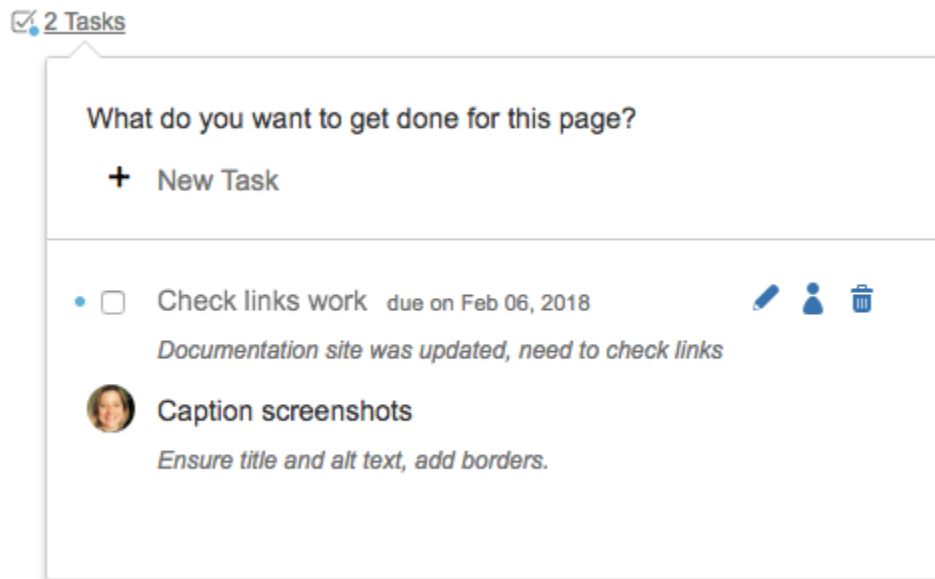 2 Tasks
What do you want to get done for this page?
+ New Task
Check links work due on Feb 06, 2018
Documentation site was updated, need to check links
Caption screenshots
Ensure title and alt text, add borders.